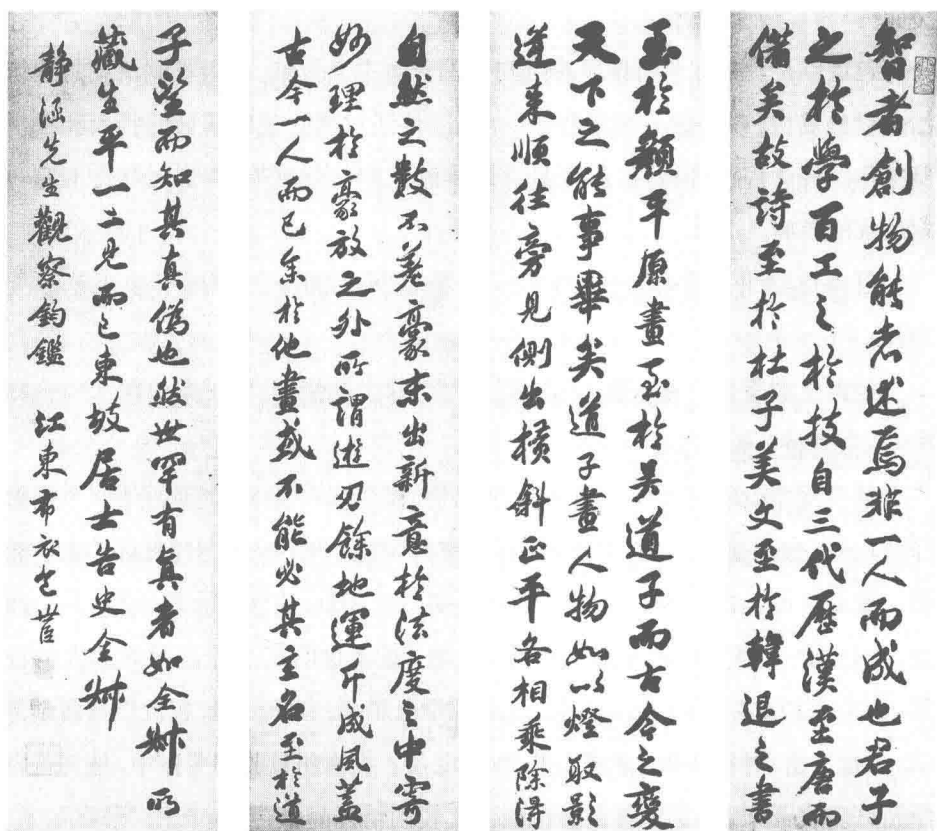 智者創物能者述焉非一人而成也君子
之於學百工之於技自三代歷漢至唐而
備矣故詩至於杜子美文至於韓退之書
至於顏平原畫至於吳道子而古今之變
天下之能事畢矣道子畫人物如以燈取影
逆來順往旁見側出橫斜正平各相乘除得
自然之數不差豪末出新意於法度之中寄
妙理於豪放之外所謂遊刃餘地運斤成風蓋
古今一人而已余於他畫或不能必其主名至於道
子望而知其真偽也然世罕有真者如全叔所
藏生平一二見而已東坡居士告史全叔
靜涵先生觀察鈞鑑 江東布衣包